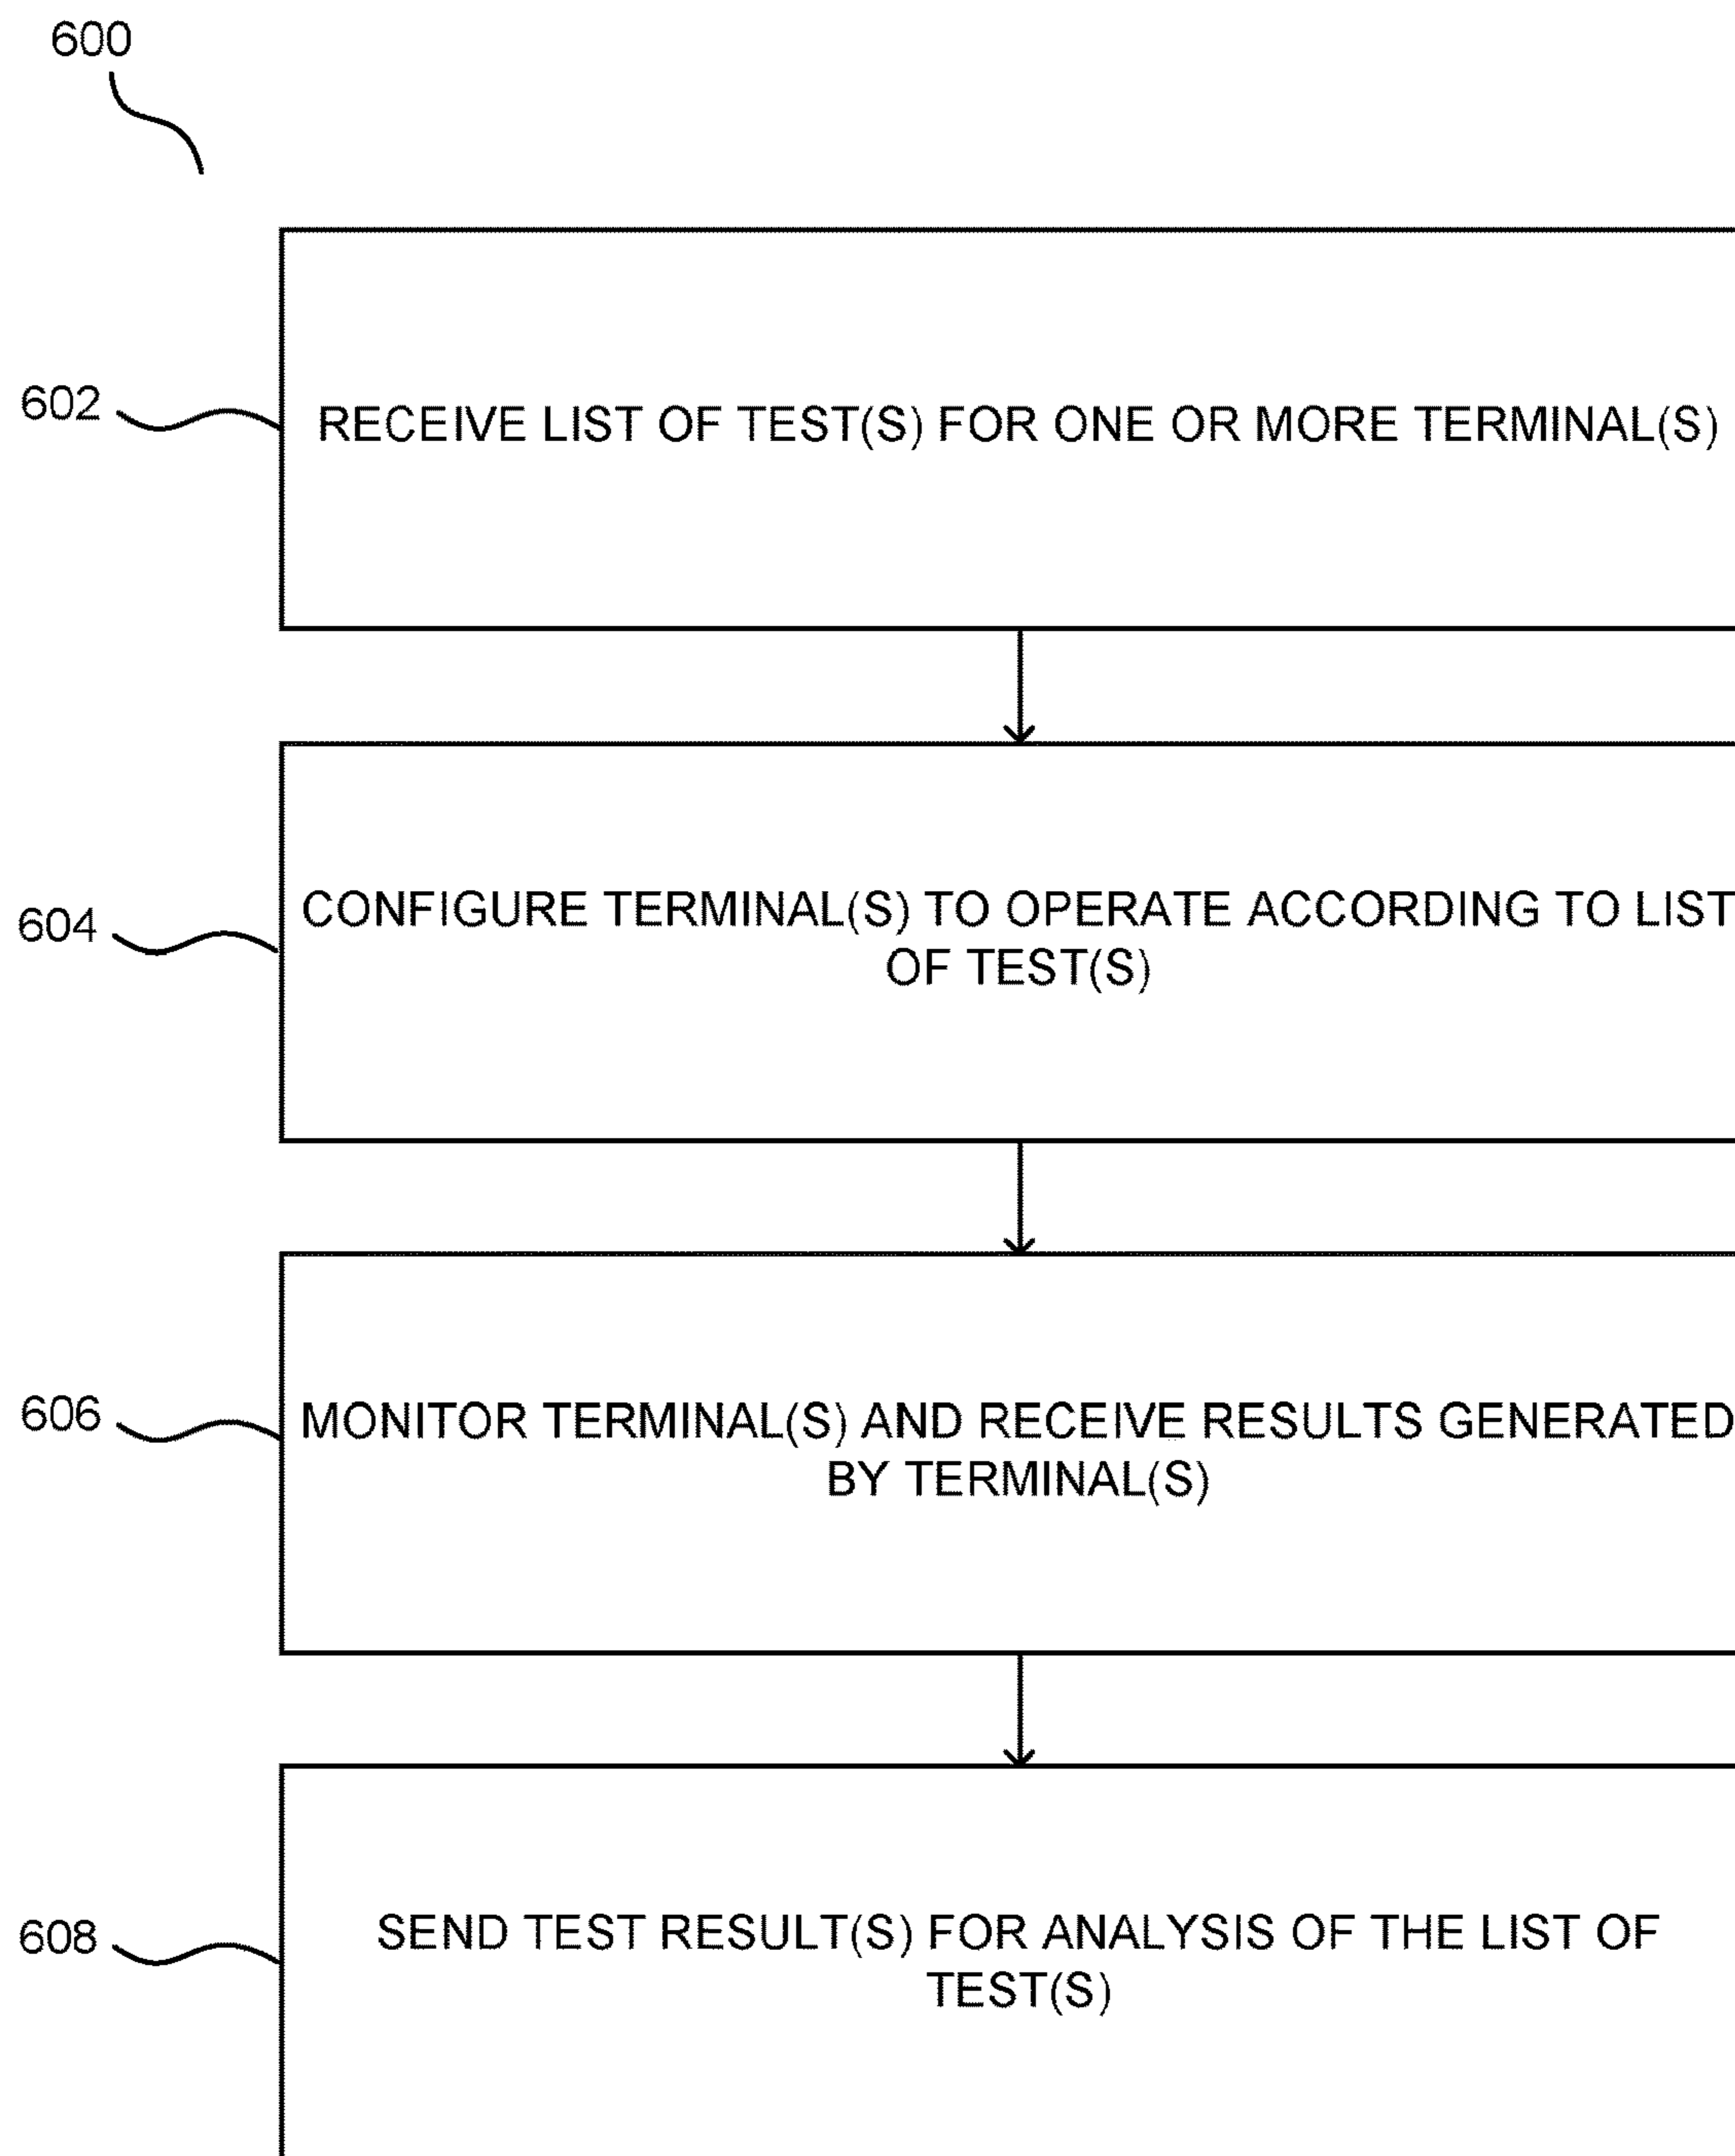 600
602
RECEIVE LIST OF TEST(S) FOR ONE OR MORE TERMINAL(S)
604
CONFIGURE TERMINAL(S) TO OPERATE ACCORDING TO LIST
OF TEST(S)
606
MONITOR TERMINAL(S) AND RECEIVE RESULTS GENERATED
BY TERMINAL(S)
608
SEND TEST RESULT(S) FOR ANALYSIS OF THE LIST OF
TEST(S)